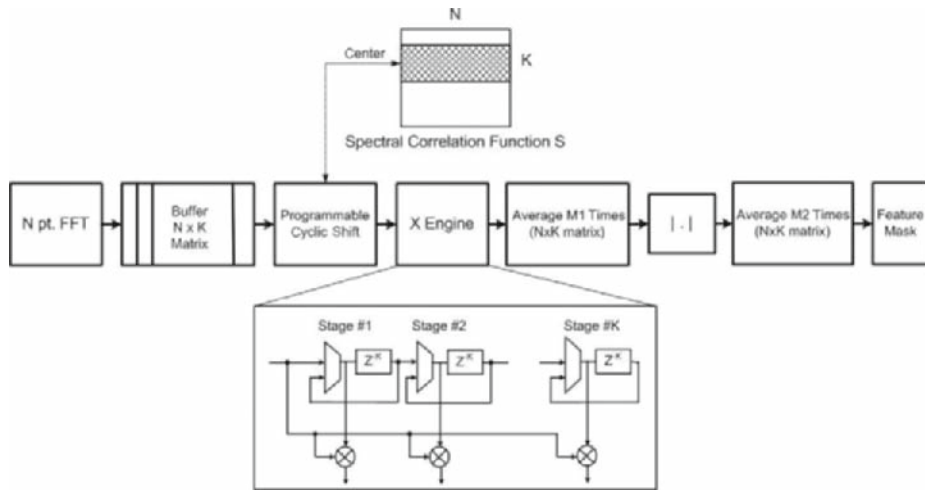 N
Center
K
Spectral Correlation Function S
N pt. FFT
Buffer
N x K
Matrix
Programmable
Cyclic Shift
X Engine
Average M1 Times
(NxK matrix)
| . |
Average M2 Times
(NxK matrix)
Feature
Mask
Stage #1
Stage #2
Stage #K
Z^K
Z^K
Z^K